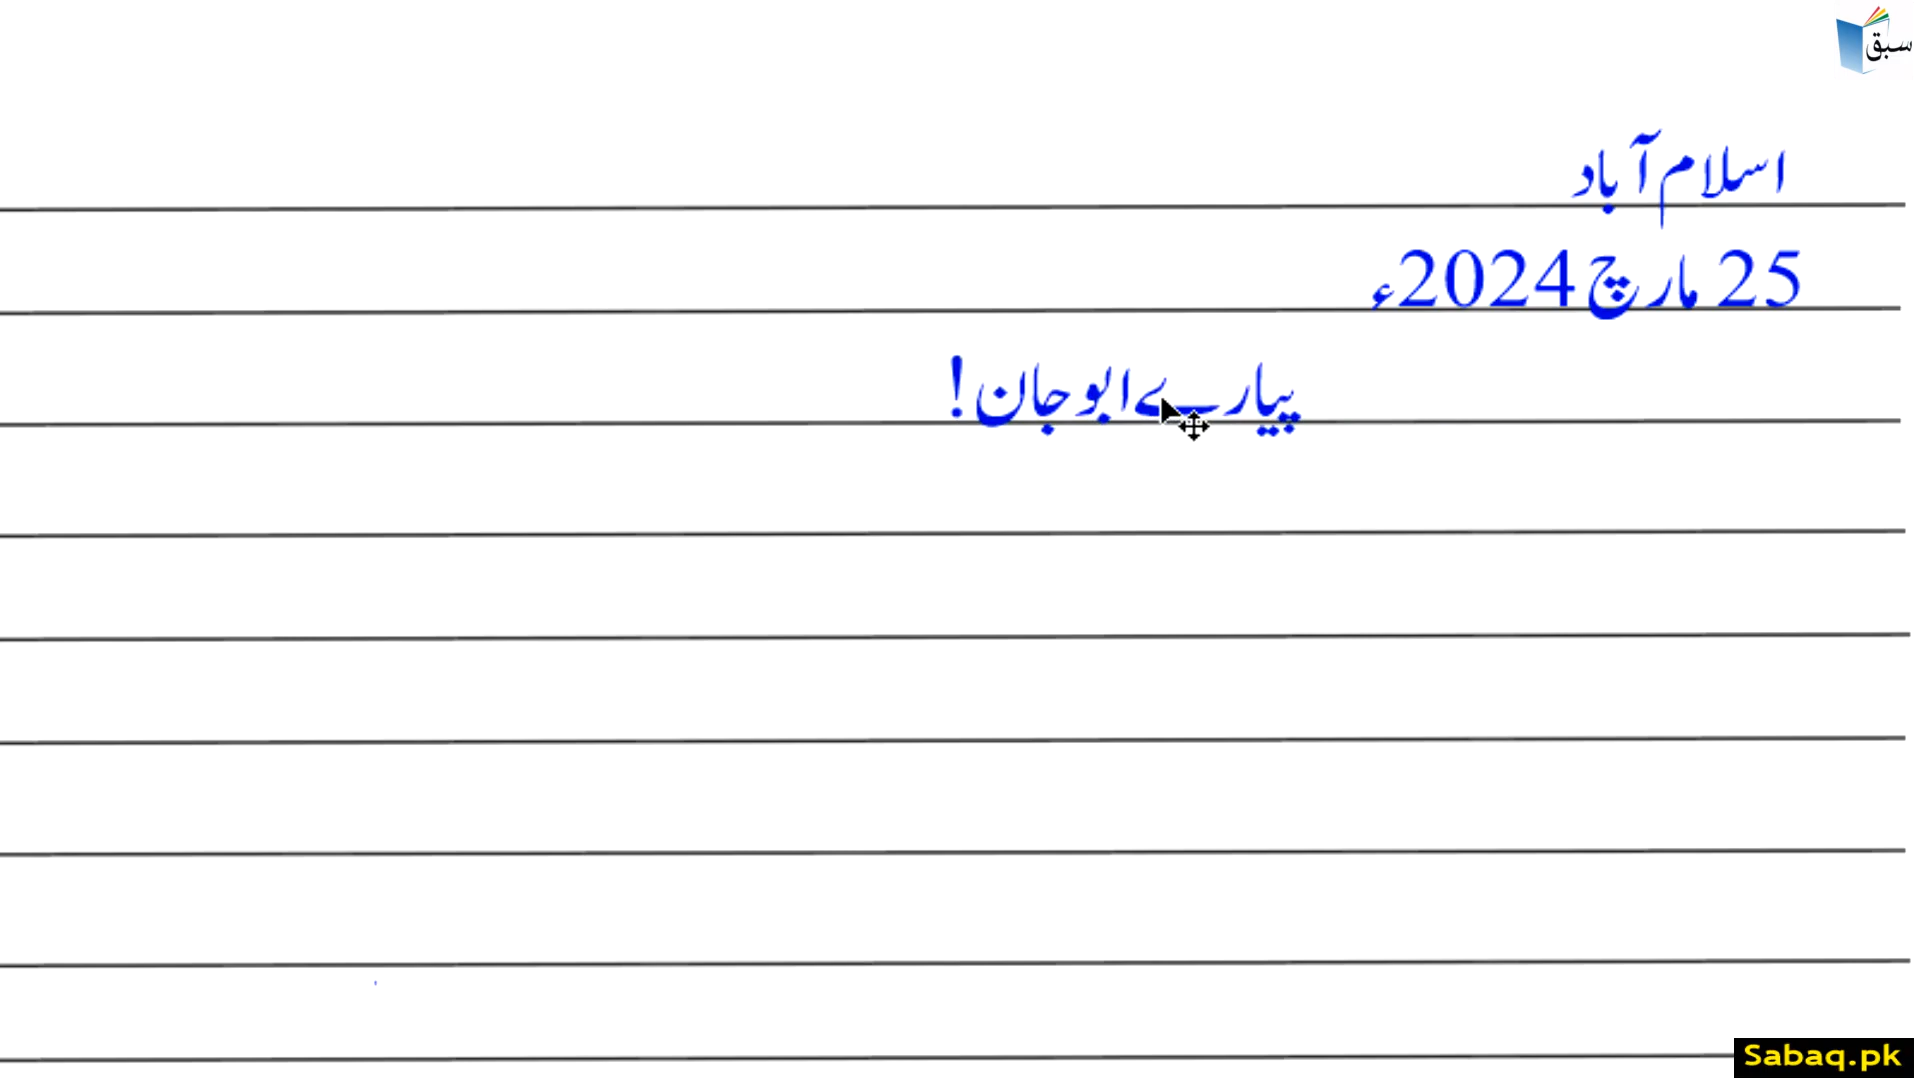 سبق
اسلام آباد
25 مارچ 2024ء
پیارے ابو جان!
Sabaq.pk